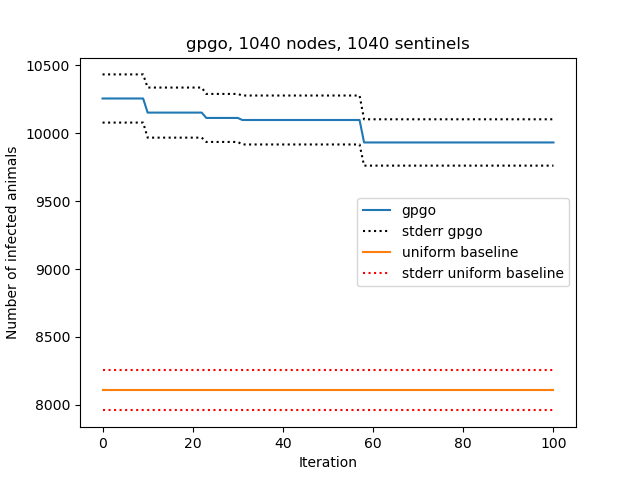 gpgo, 1040 nodes, 1040 sentinels
Number of infected animals
10500
10000
9500
9000
8500
8000
gpgo
stderr gpgo
uniform baseline
stderr uniform baseline
0
20
40
60
80
100
Iteration